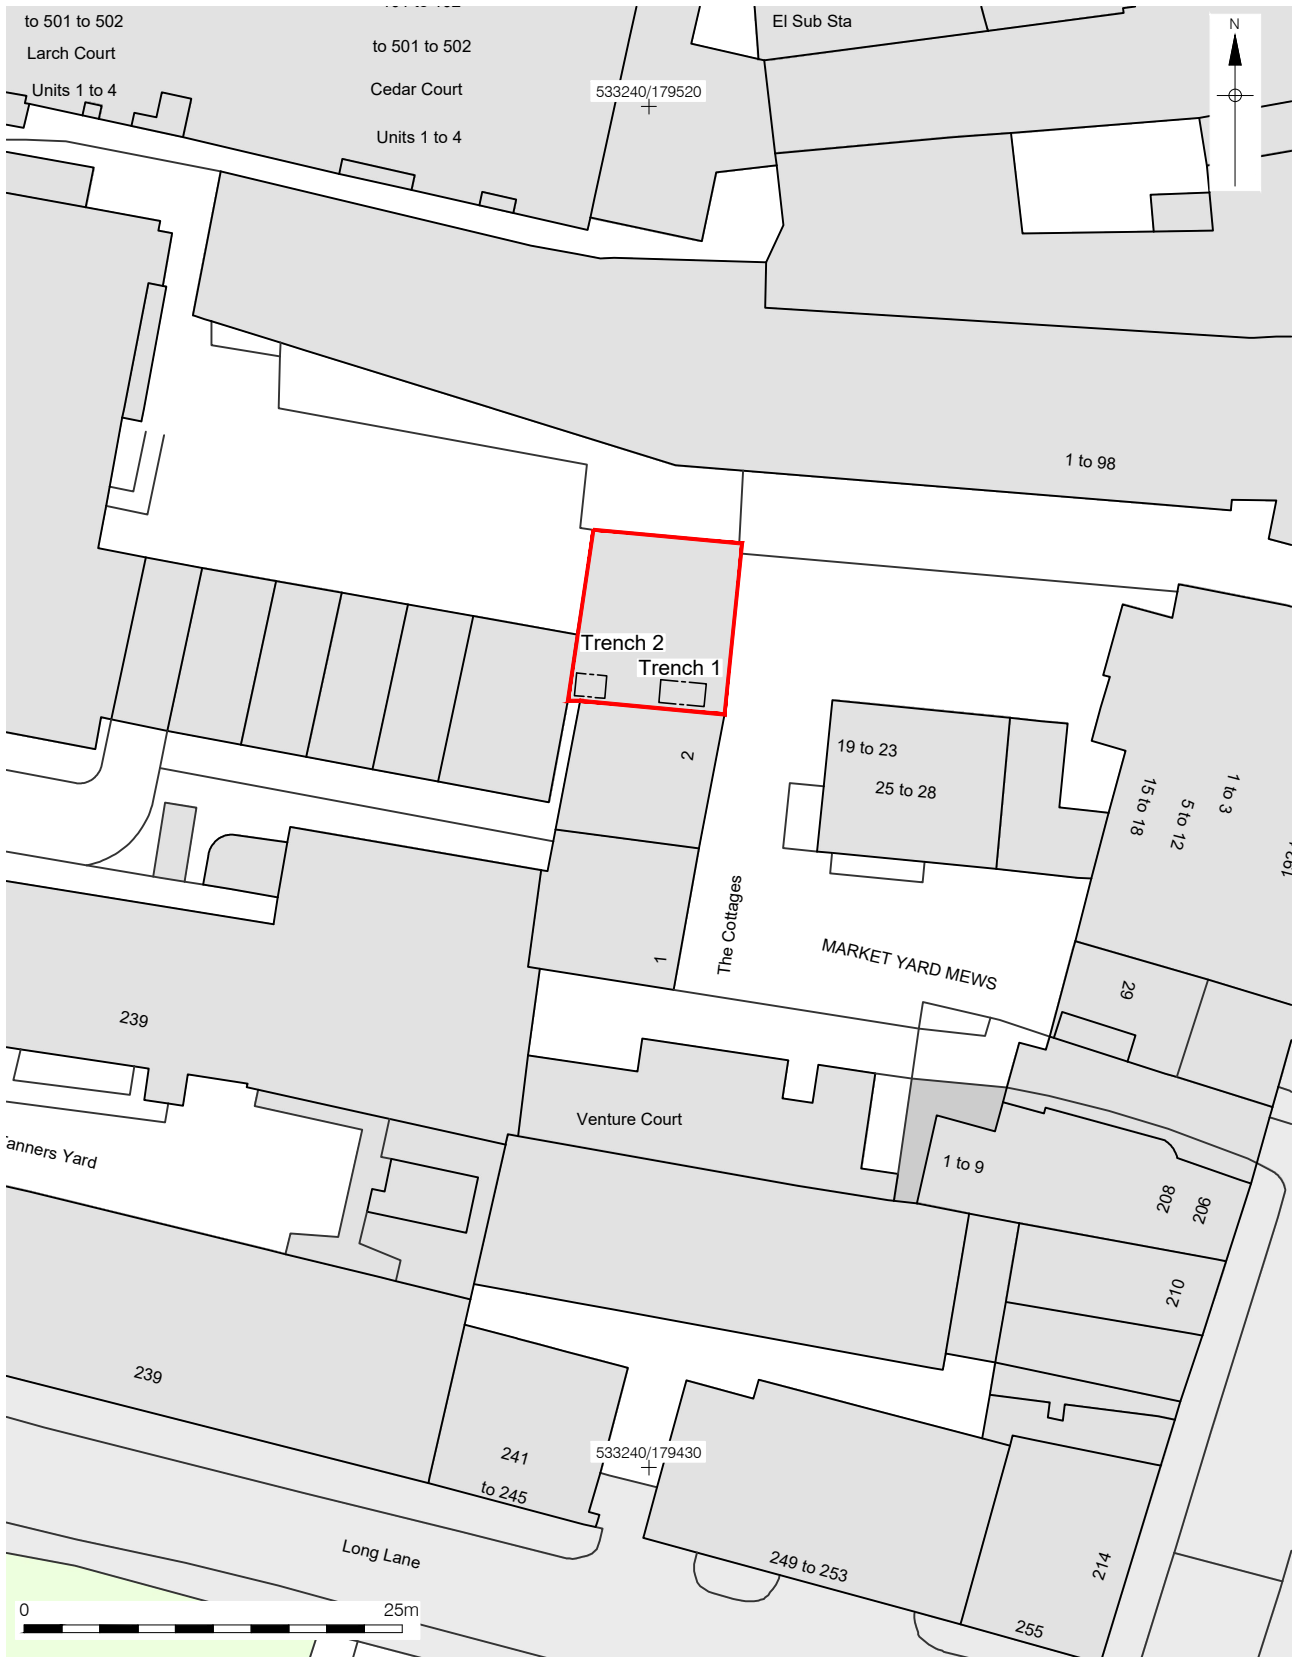 to 501 to 502
Larch Court
Units 1 to 4
to 501 to 502
Cedar Court
Units 1 to 4
El Sub Sta
N
533240/179520
1 to 98
Trench 2
Trench 1
2
19 to 23
25 to 28
15 to 18
5 to 12
1 to 3
The Cottages
1
MARKET YARD MEWS
29
239
Venture Court
anners Yard
1 to 9
208
206
210
239
241
to 245
533240/179430
Long Lane
249 to 253
214
255
0 25m